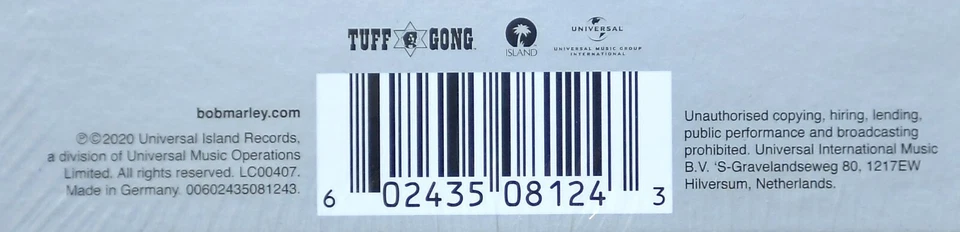 TUFF GONG
ISLAND
UNIVERSAL
UNIVERSAL MUSIC GROUP
INTERNATIONAL
bobmarley.com
℗©2020 Universal Island Records,
a division of Universal Music Operations
Limited. All rights reserved. LC00407.
Made in Germany. 00602435081243.
6 02435 08124 3
Unauthorised copying, hiring, lending,
public performance and broadcasting
prohibited. Universal International Music
B.V. ‘S-Gravelandseweg 80, 1217EW
Hilversum, Netherlands.